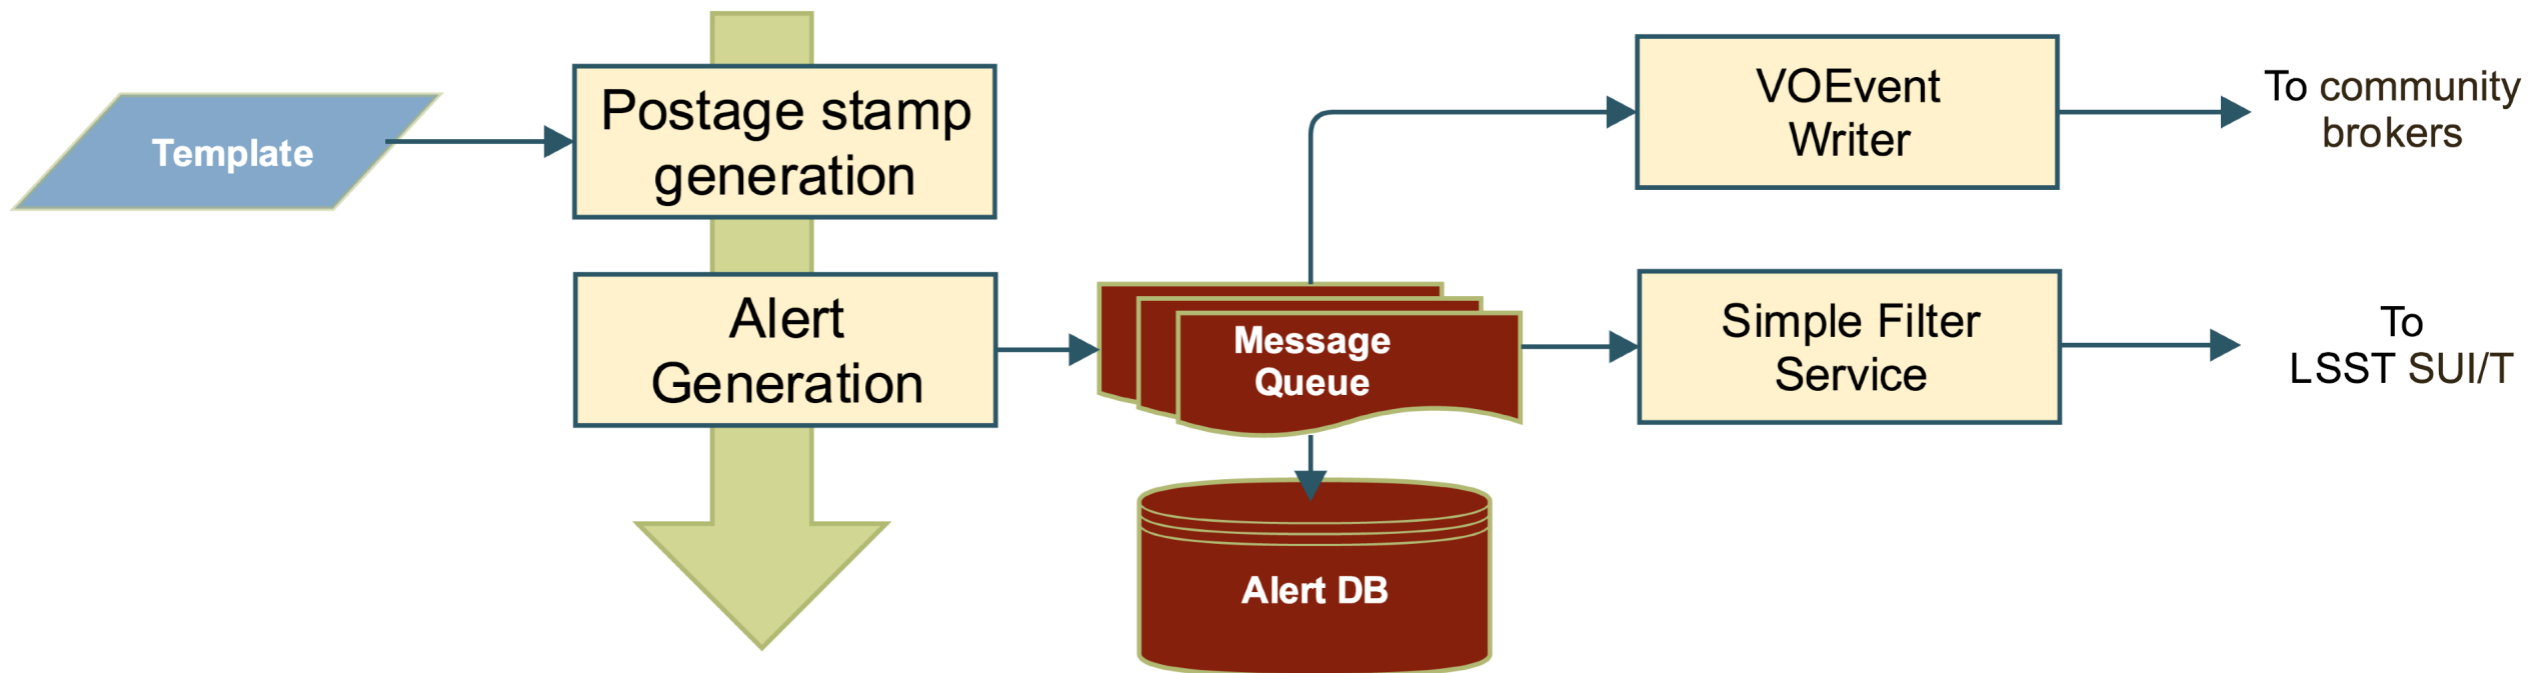 Template
Postage stamp
generation
Alert
Generation
Message
Queue
Alert DB
VOEvent
Writer
To community
brokers
Simple Filter
Service
To
LSST SUI/T